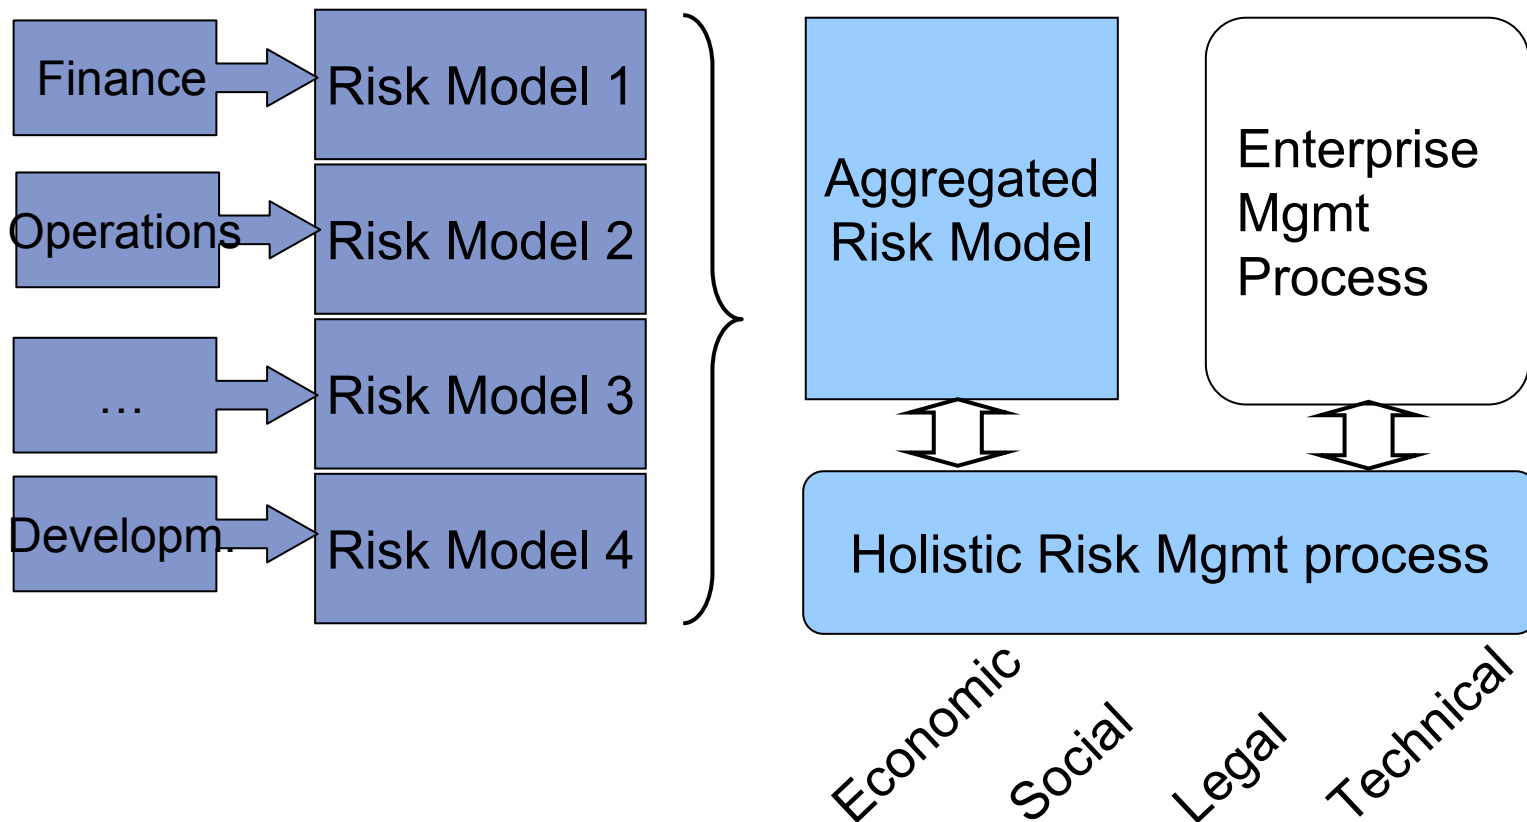 Finance
Risk Model 1
Operations
Risk Model 2
...
Risk Model 3
Developm.
Risk Model 4
Aggregated
Risk Model
Enterprise
Mgmt
Process
Holistic Risk Mgmt process
Economic
Social
Legal
Technical